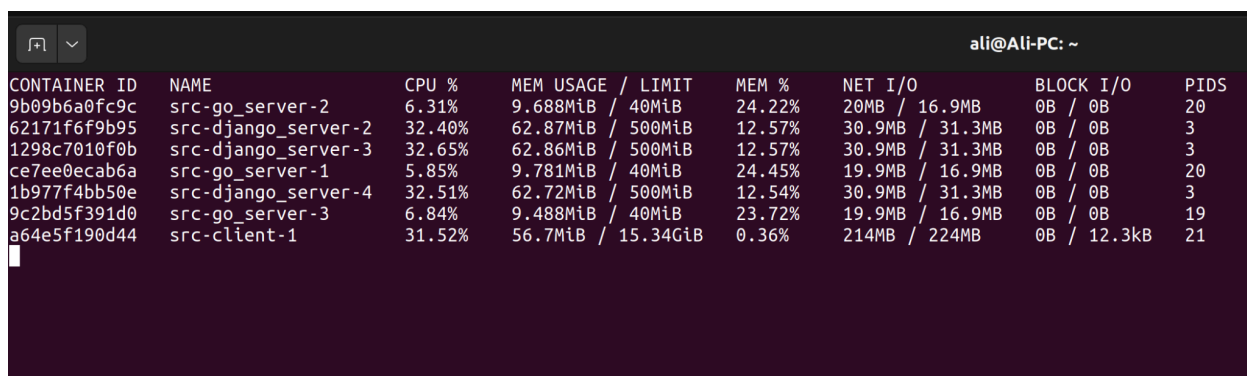 ali@Ali-PC: ~
CONTAINER ID NAME CPU % MEM USAGE / LIMIT MEM % NET I/O BLOCK I/O PIDS
9b09b6a0fc9c src-go_server-2 6.31% 9.688MiB / 40MiB 24.22% 20MB / 16.9MB 0B / 0B 20
62171f6f9b95 src-django_server-2 32.40% 62.87MiB / 500MiB 12.57% 30.9MB / 31.3MB 0B / 0B 3
1298c7010f0b src-django_server-3 32.65% 62.86MiB / 500MiB 12.57% 30.9MB / 31.3MB 0B / 0B 3
ce7ee0ecab6a src-go_server-1 5.85% 9.781MiB / 40MiB 24.45% 19.9MB / 16.9MB 0B / 0B 20
1b977f4bb50e src-django_server-4 32.51% 62.72MiB / 500MiB 12.54% 30.9MB / 31.3MB 0B / 0B 3
9c2bd5f391d0 src-go_server-3 6.84% 9.488MiB / 40MiB 23.72% 19.9MB / 16.9MB 0B / 0B 19
a64e5f190d44 src-client-1 31.52% 56.7MiB / 15.34GiB 0.36% 214MB / 224MB 0B / 12.3kB 21